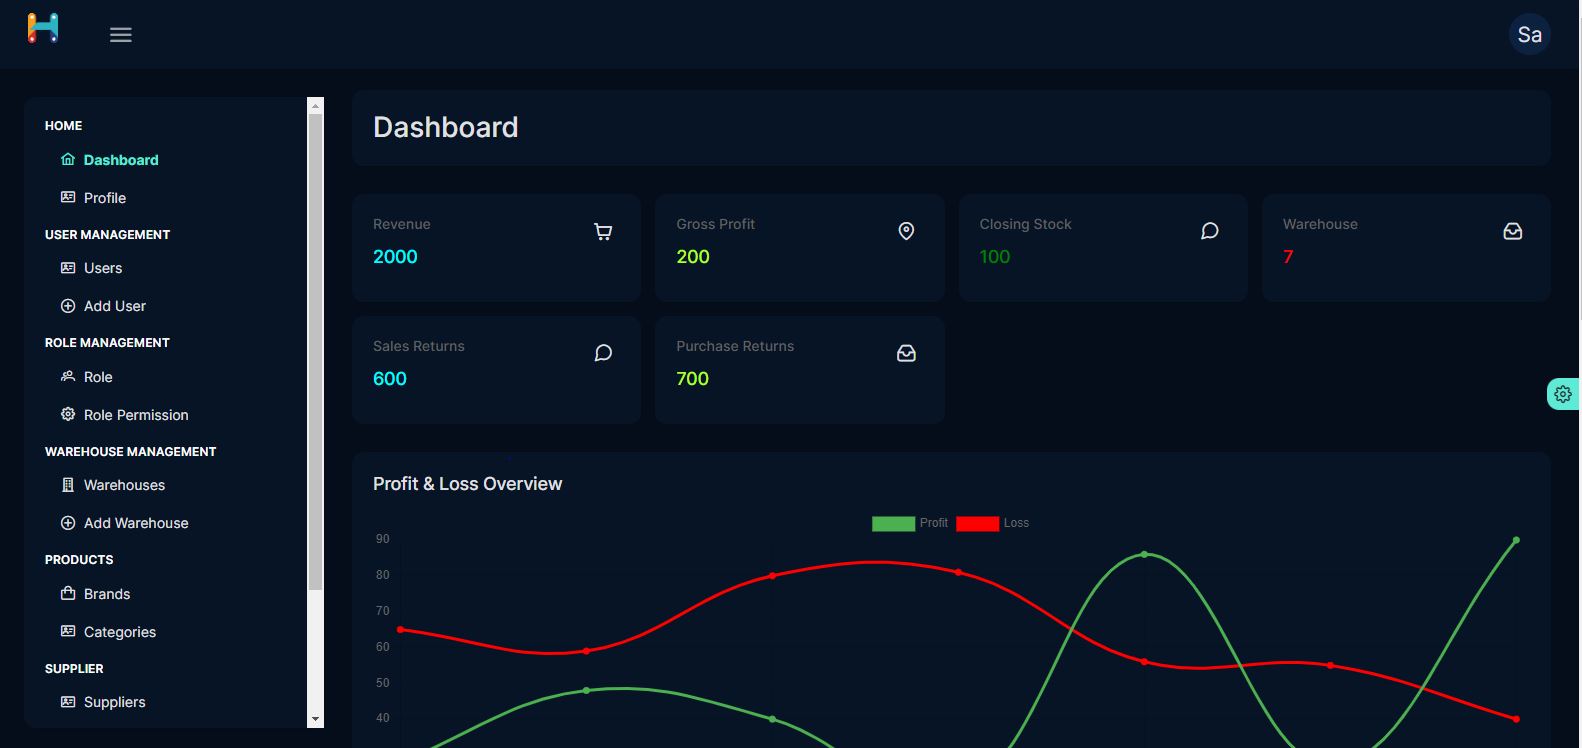 Sa
HOME
Dashboard
Profile
USER MANAGEMENT
Users
Add User
ROLE MANAGEMENT
Role
Role Permission
WAREHOUSE MANAGEMENT
Warehouses
Add Warehouse
PRODUCTS
Brands
Categories
SUPPLIER
Suppliers
Dashboard
Revenue
2000
Gross Profit
200
Closing Stock
100
Warehouse
7
Sales Returns
600
Purchase Returns
700
Profit & Loss Overview
Profit Loss
90
80
70
60
50
40